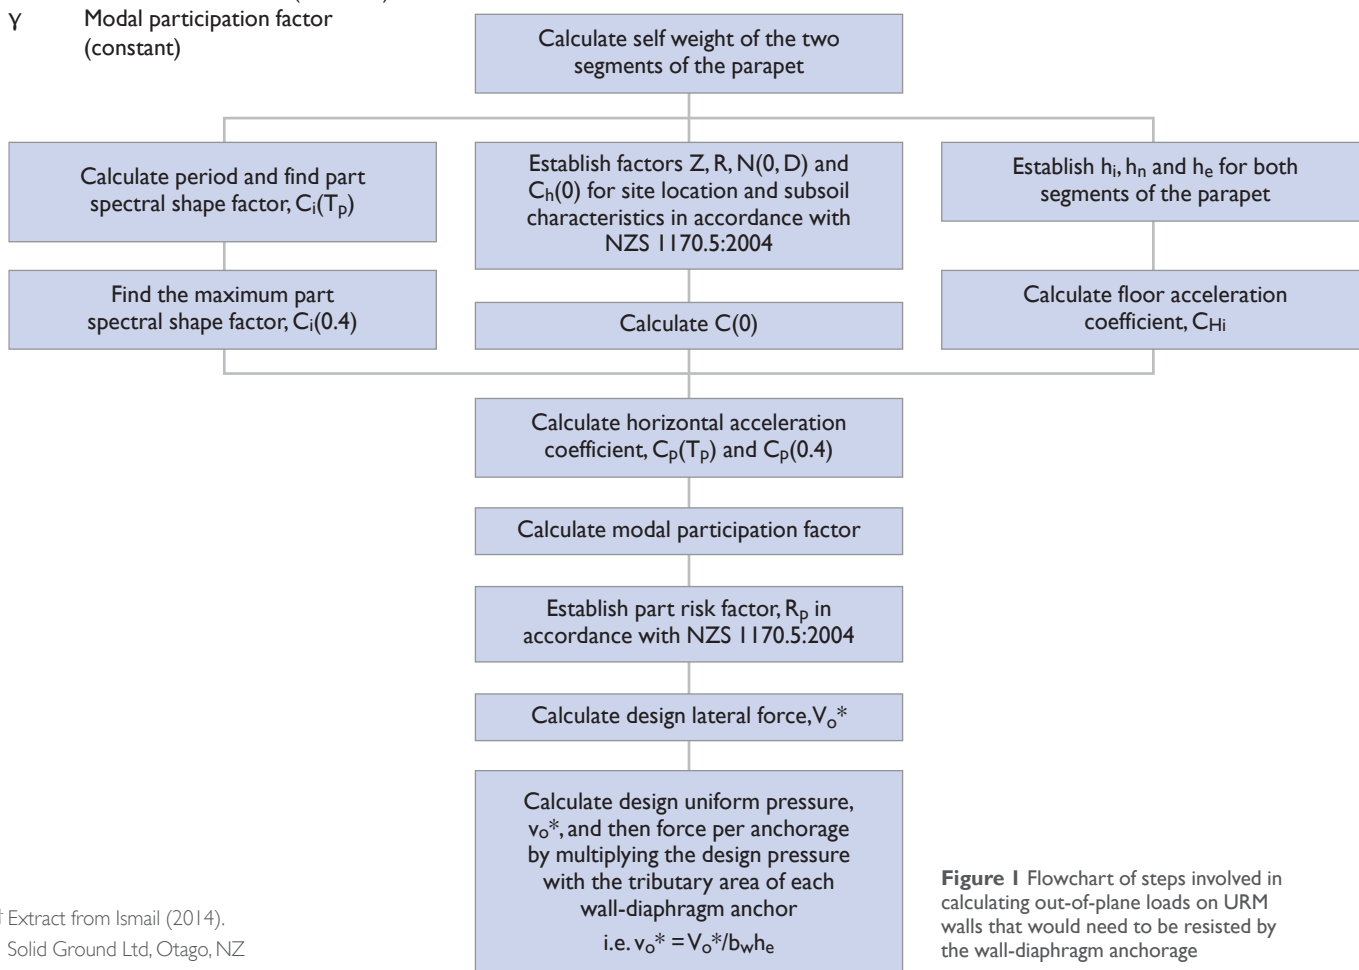 γ Modal participation factor
(constant)
Calculate self weight of the two
segments of the parapet
Calculate period and find part
spectral shape factor, Cᵢ(Tₚ)
Establish factors Z, R, N(0, D) and
Cₕ(0) for site location and subsoil
characteristics in accordance with
NZS 1170.5:2004
Establish hᵢ, hₙ and hₑ for both
segments of the parapet
Find the maximum part
spectral shape factor, Cᵢ(0.4)
Calculate C(0)
Calculate floor acceleration
coefficient, C_Hi
Calculate horizontal acceleration
coefficient, Cₚ(Tₚ) and Cₚ(0.4)
Calculate modal participation factor
Establish part risk factor, Rₚ in
accordance with NZS 1170.5:2004
Calculate design lateral force, Vₒ*
Calculate design uniform pressure,
vₒ*, and then force per anchorage
by multiplying the design pressure
with the tributary area of each
wall-diaphragm anchor
i.e. vₒ* = Vₒ*/b_w hₑ
Extract from Ismail (2014).
Solid Ground Ltd, Otago, NZ
Figure 1 Flowchart of steps involved in
calculating out-of-plane loads on URM
walls that would need to be resisted by
the wall-diaphragm anchorage